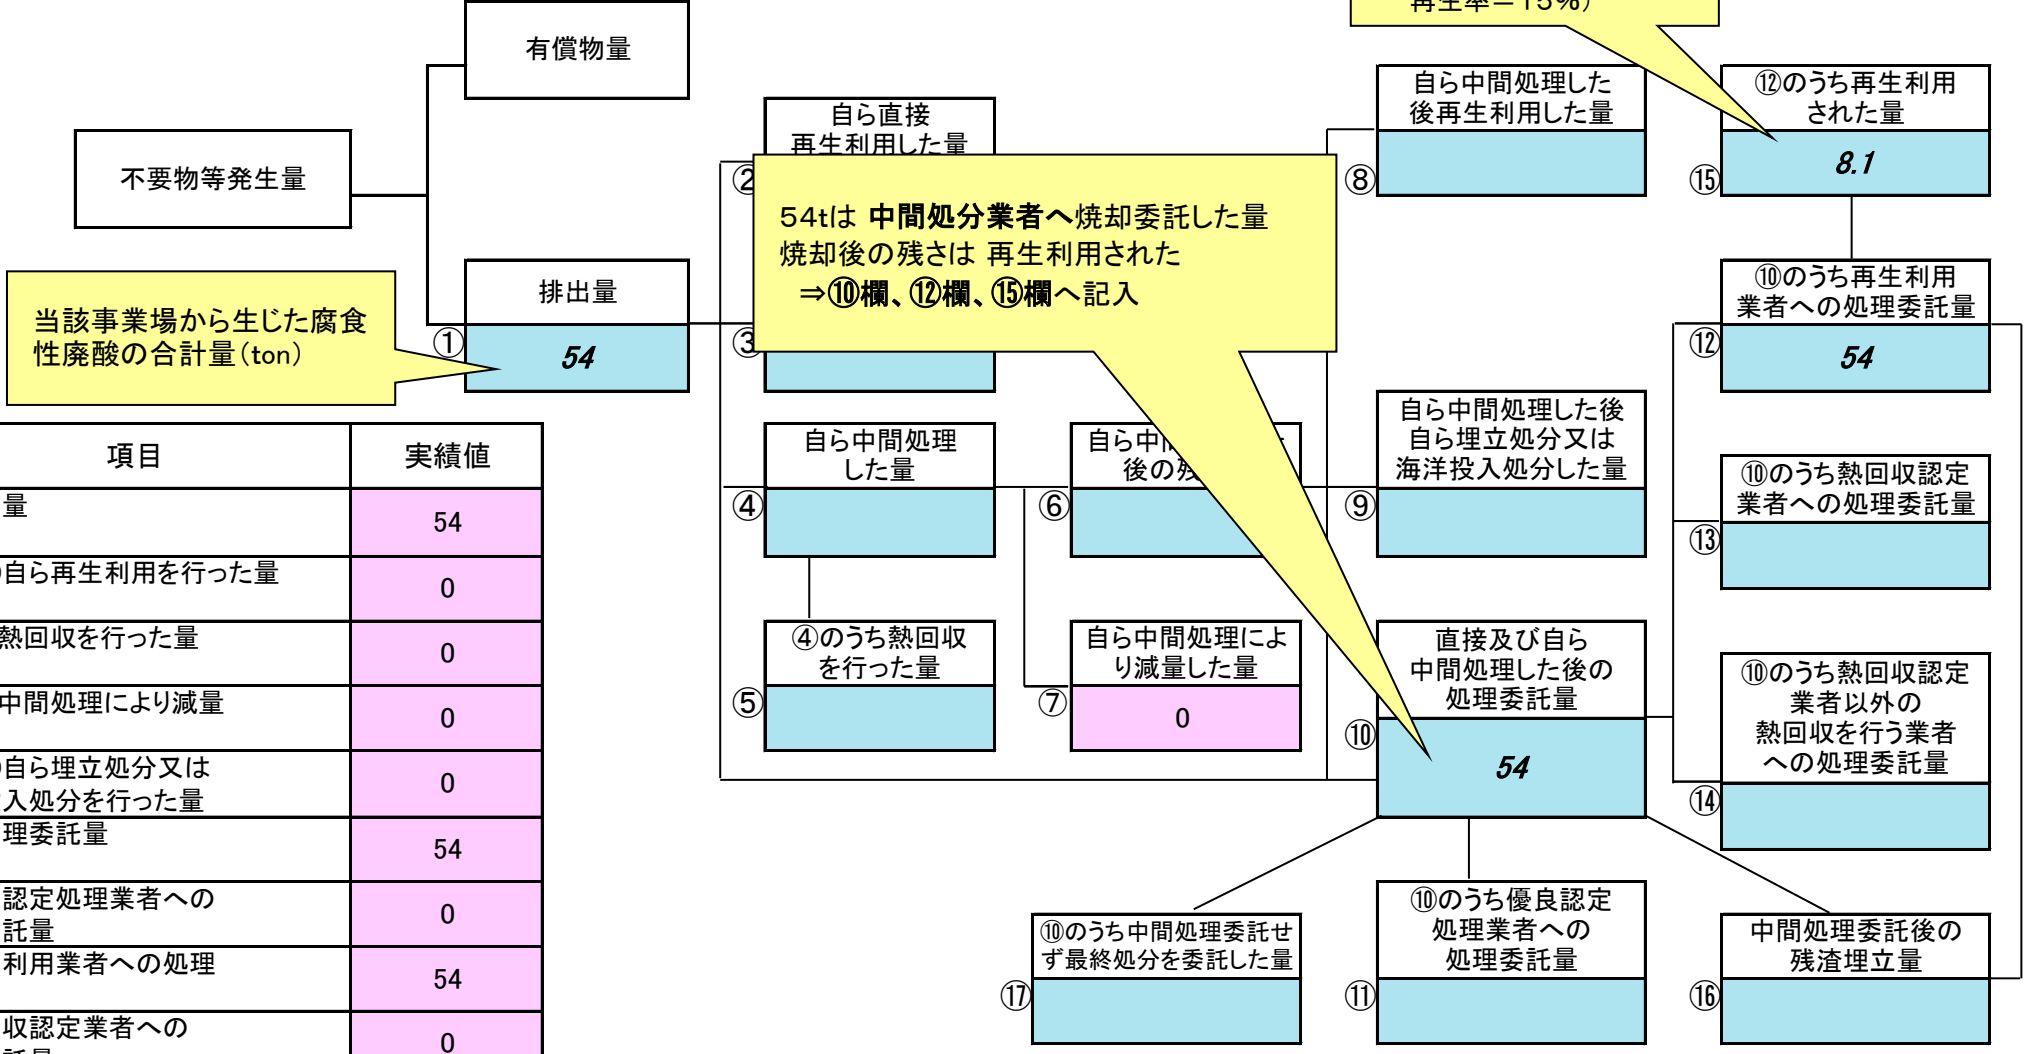 再生率=15%)
有償物量
不要物等発生量
自ら直接
再生利用した量
②
自ら中間処理した
後再生利用した量
⑧
⑫のうち再生利用
された量
⑮
8.1
54tは 中間処分業者へ焼却委託した量
焼却後の残さは 再生利用された
⇒⑩欄、⑫欄、⑮欄へ記入
当該事業場から生じた腐食
性廃酸の合計量(ton)
排出量
①
54
③
⑩のうち再生利用
業者への処理委託量
⑫
54
自ら中間処理
した量
④
自ら中
後の
⑥
自ら中間処理した後
自ら埋立処分又は
海洋投入処分した量
⑨
⑩のうち熱回収認定
業者への処理委託量
⑬
④のうち熱回収
を行った量
⑤
自ら中間処理によ
り減量した量
⑦
0
直接及び自ら
中間処理した後の
処理委託量
⑩
54
⑩のうち熱回収認定
業者以外の
熱回収を行う業者
への処理委託量
⑭
⑩のうち中間処理委託せ
ず最終処分を委託した量
⑰
⑩のうち優良認定
処理業者への
処理委託量
⑪
中間処理委託後の
残渣埋立量
⑯
項目 実績値
量 54
自ら再生利用を行った量 0
熱回収を行った量 0
中間処理により減量 0
自ら埋立処分又は
入処分を行った量 0
理委託量 54
認定処理業者への
託量 0
利用業者への処理 54
収認定業者への 0